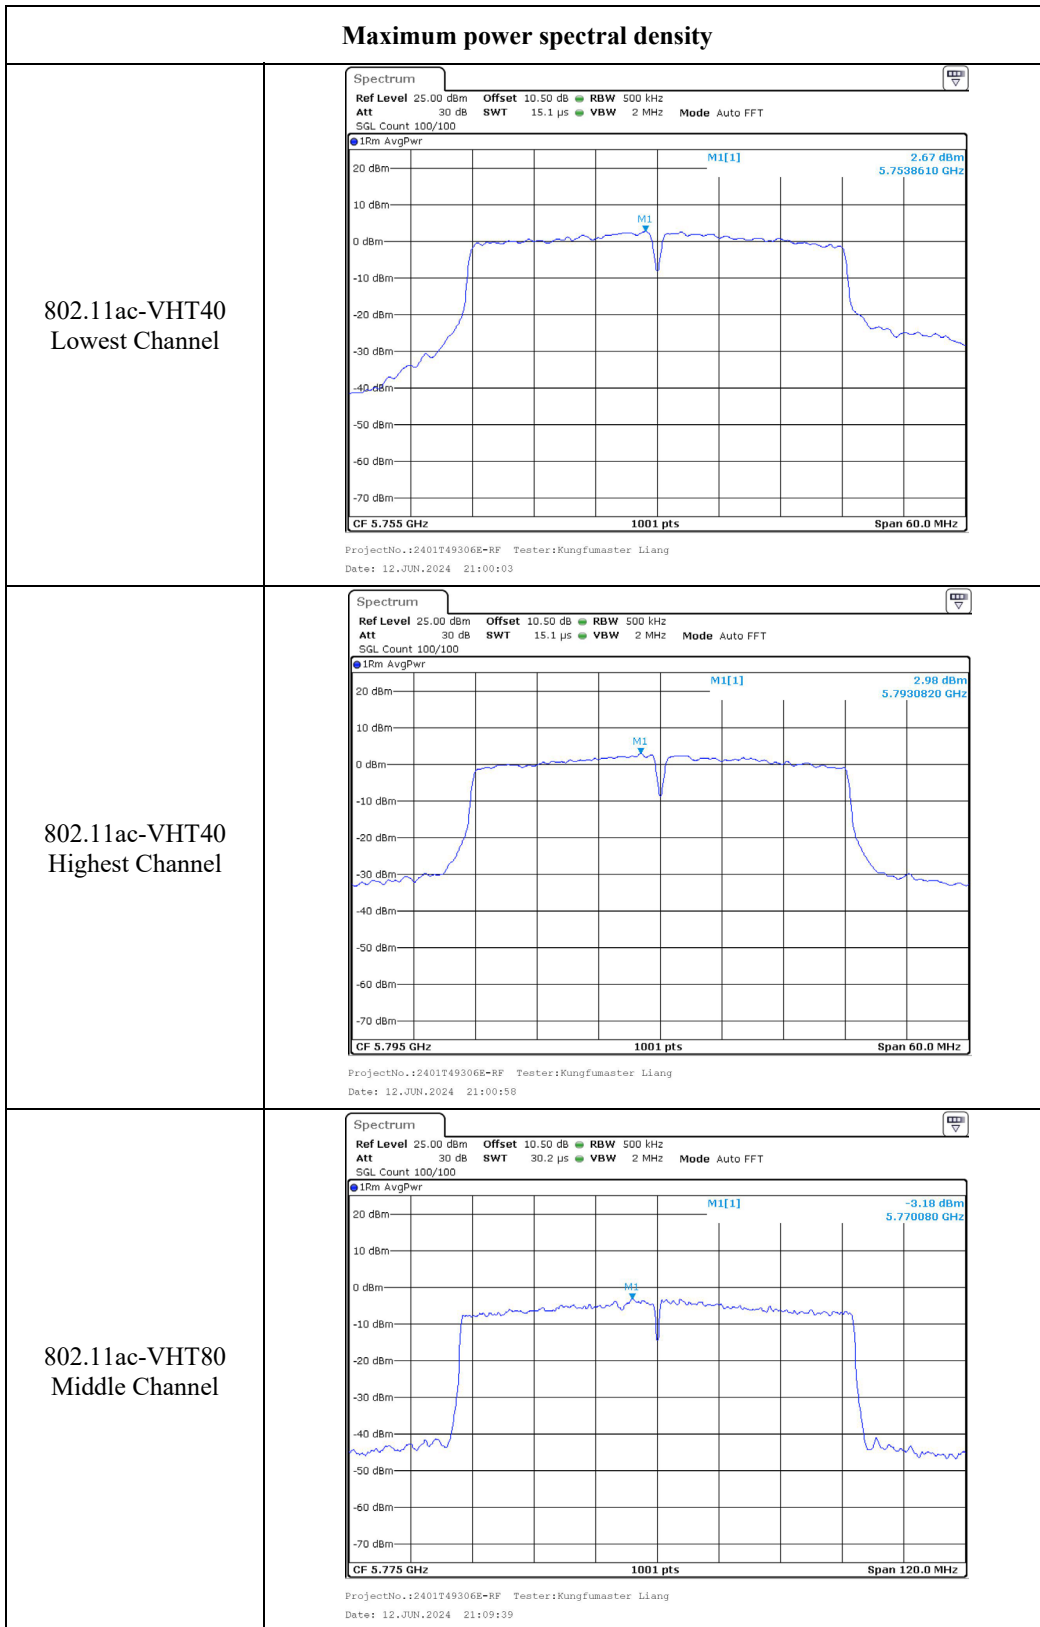 Maximum power spectral density
802.11ac-VHT40
Lowest Channel
Spectrum
Ref Level 25.00 dBm Offset 10.50 dB RBW 500 kHz
Att 30 dB SWT 15.1 µs VBW 2 MHz Mode Auto FFT
SGL Count 100/100
1Rm AvgPwr
M1[1] 2.67 dBm
5.7538610 GHz
20 dBm
10 dBm
M1
0 dBm
-10 dBm
-20 dBm
-30 dBm
-40 dBm
-50 dBm
-60 dBm
-70 dBm
CF 5.755 GHz 1001 pts Span 60.0 MHz
ProjectNo.:2401T49306E-RF Tester:Kungfumaster Liang
Date: 12.JUN.2024 21:00:03
802.11ac-VHT40
Highest Channel
Spectrum
Ref Level 25.00 dBm Offset 10.50 dB RBW 500 kHz
Att 30 dB SWT 15.1 µs VBW 2 MHz Mode Auto FFT
SGL Count 100/100
1Rm AvgPwr
M1[1] 2.98 dBm
5.7930820 GHz
20 dBm
10 dBm
M1
0 dBm
-10 dBm
-20 dBm
-30 dBm
-40 dBm
-50 dBm
-60 dBm
-70 dBm
CF 5.795 GHz 1001 pts Span 60.0 MHz
ProjectNo.:2401T49306E-RF Tester:Kungfumaster Liang
Date: 12.JUN.2024 21:00:58
802.11ac-VHT80
Middle Channel
Spectrum
Ref Level 25.00 dBm Offset 10.50 dB RBW 500 kHz
Att 30 dB SWT 30.2 µs VBW 2 MHz Mode Auto FFT
SGL Count 100/100
1Rm AvgPwr
M1[1] -3.18 dBm
5.770080 GHz
20 dBm
10 dBm
0 dBm
M1
-10 dBm
-20 dBm
-30 dBm
-40 dBm
-50 dBm
-60 dBm
-70 dBm
CF 5.775 GHz 1001 pts Span 120.0 MHz
ProjectNo.:2401T49306E-RF Tester:Kungfumaster Liang
Date: 12.JUN.2024 21:09:39